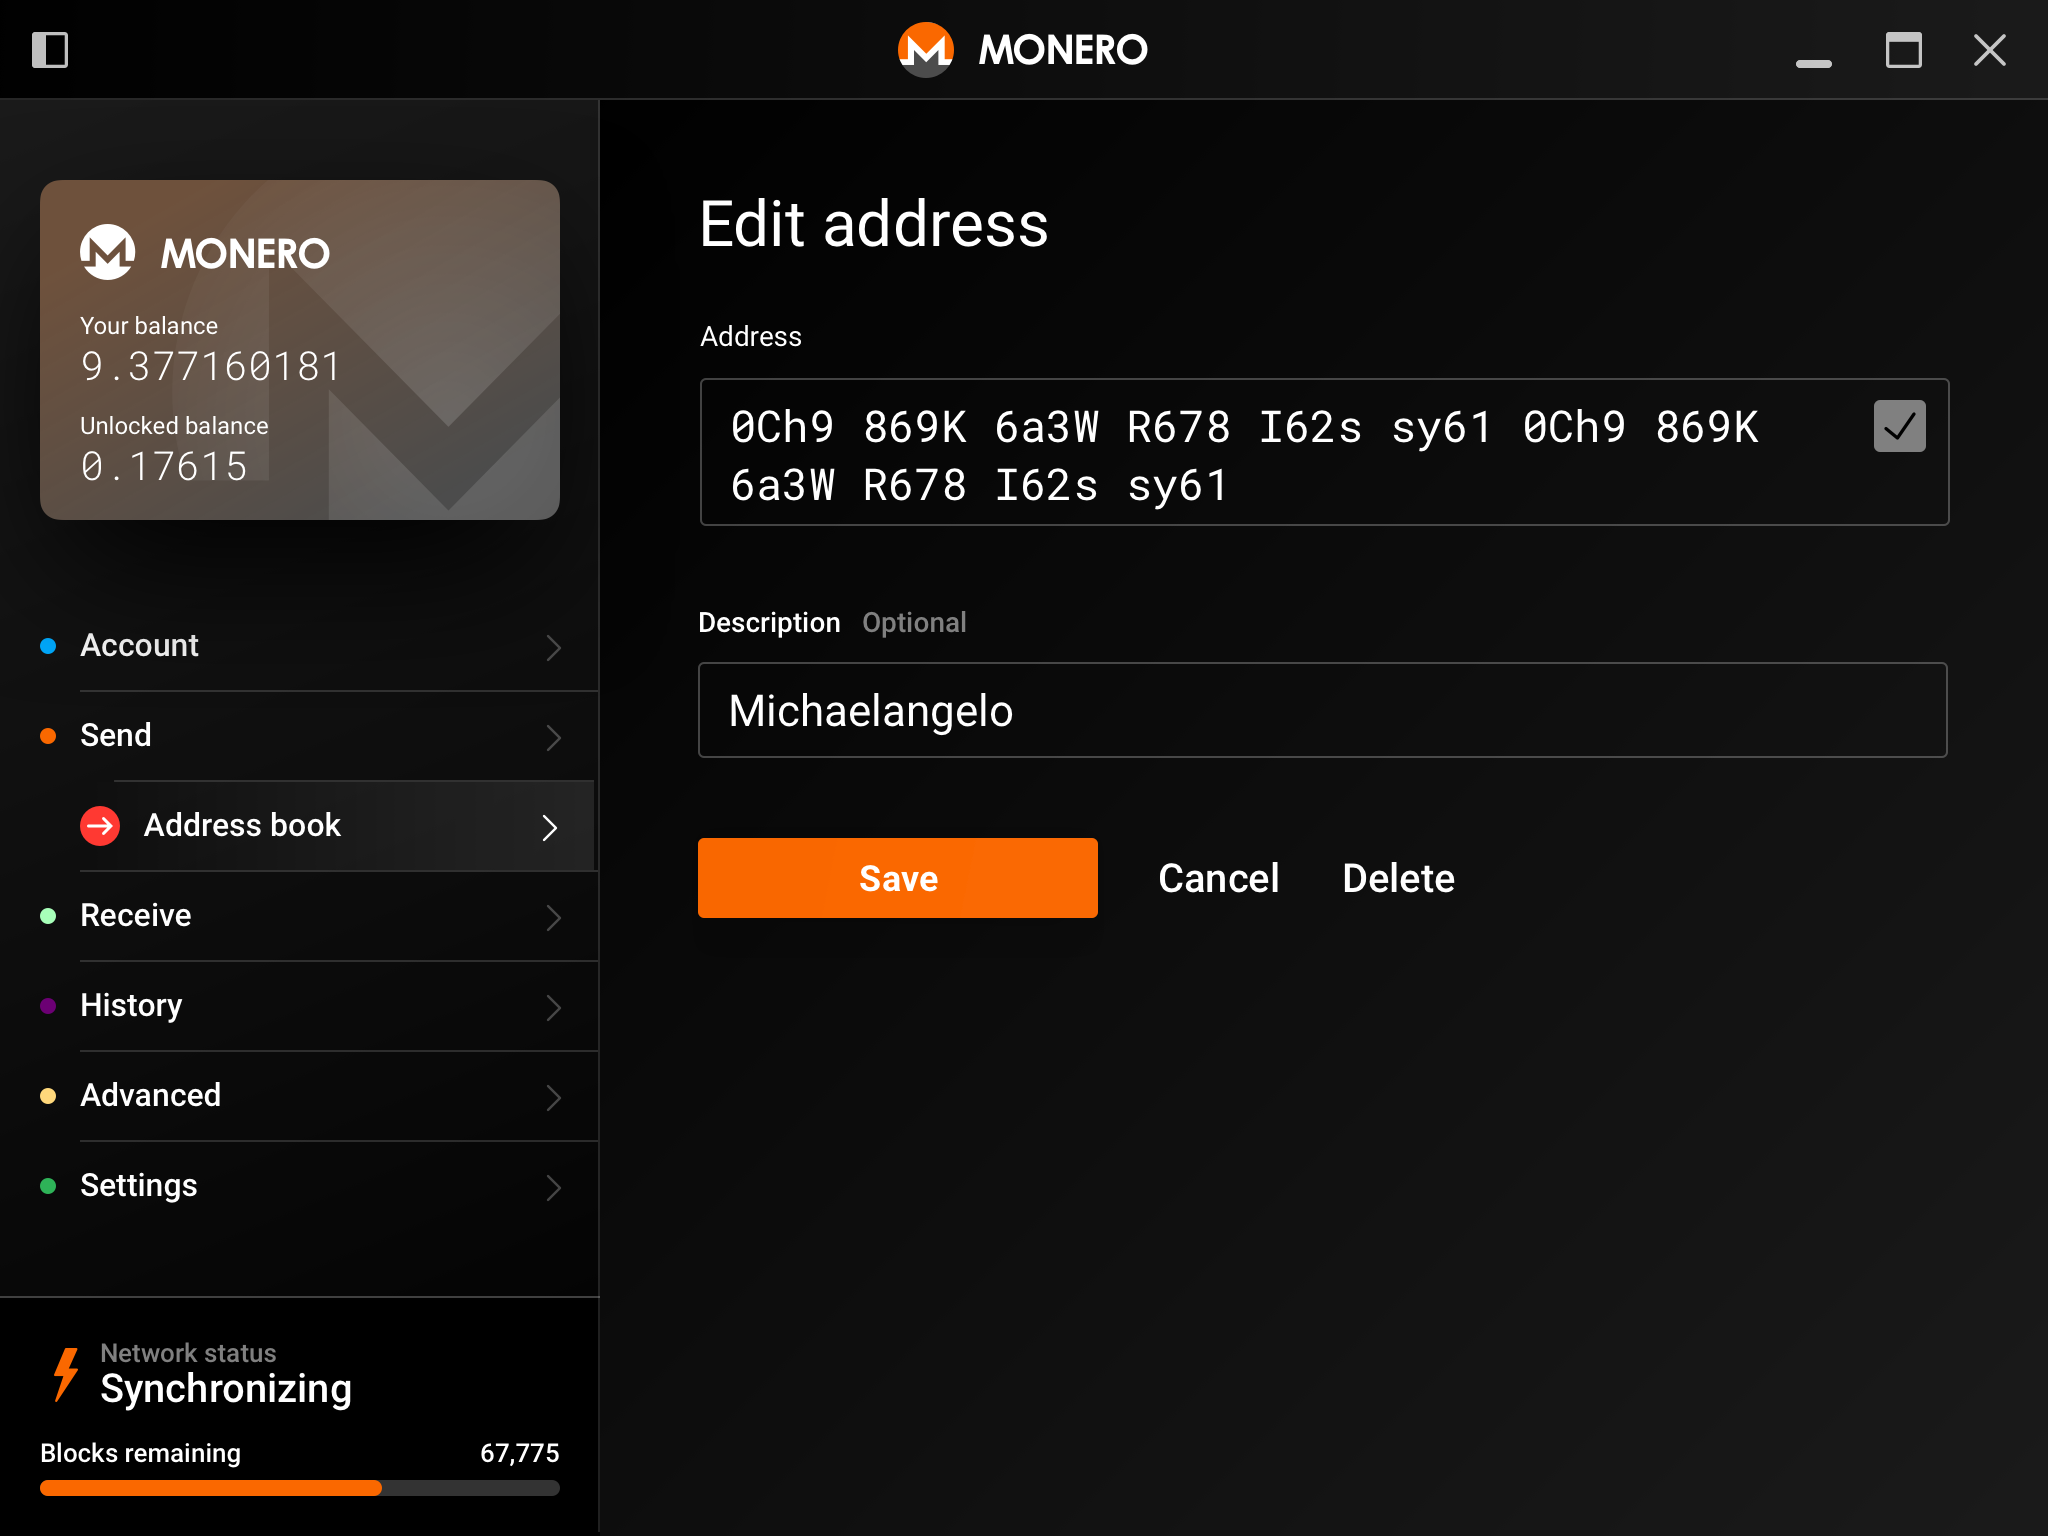 MONERO
MONERO
Your balance
9.377160181
Unlocked balance
0.17615
Account
Send
Address book
Receive
History
Advanced
Settings
Network status
Synchronizing
Blocks remaining 67,775
Edit address
Address
0Ch9 869K 6a3W R678 I62s sy61 0Ch9 869K
6a3W R678 I62s sy61
Description Optional
Michaelangelo
Save Cancel Delete